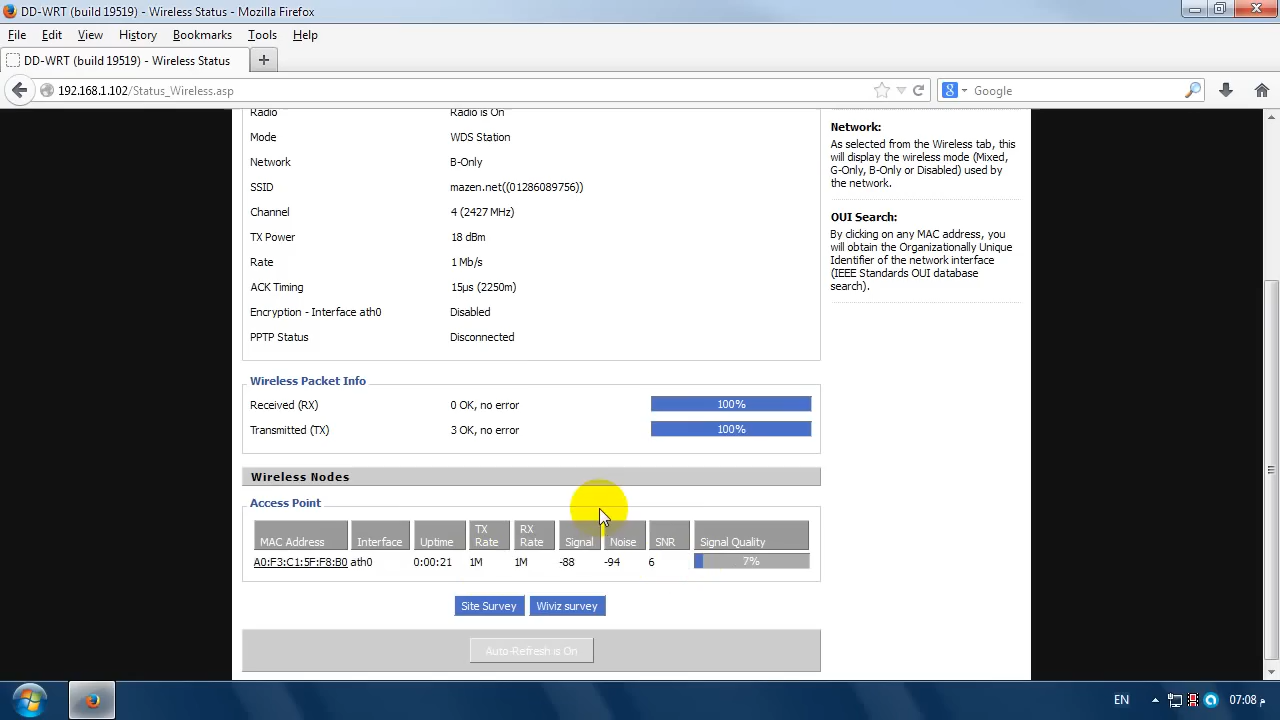 DD-WRT (build 19519) - Wireless Status - Mozilla Firefox
File Edit View History Bookmarks Tools Help
DD-WRT (build 19519) - Wireless Status
192.168.1.102/Status_Wireless.asp
Google
Radio Radio is On
Mode WDS Station
Network B-Only
SSID mazen.net((01286089756))
Channel 4 (2427 MHz)
TX Power 18 dBm
Rate 1 Mb/s
ACK Timing 15µs (2250m)
Encryption - Interface ath0 Disabled
PPTP Status Disconnected
Network:
As selected from the Wireless tab, this
will display the wireless mode (Mixed,
G-Only, B-Only or Disabled) used by
the network.
OUI Search:
By clicking on any MAC address, you
will obtain the Organizationally Unique
Identifier of the network interface
(IEEE Standards OUI database
search).
Wireless Packet Info
Received (RX) 0 OK, no error 100%
Transmitted (TX) 3 OK, no error 100%
Wireless Nodes
Access Point
MAC Address Interface Uptime TX Rate RX Rate Signal Noise SNR Signal Quality
A0:F3:C1:5F:F8:B0 ath0 0:00:21 1M 1M -88 -94 6 7%
Site Survey Wiviz survey
Auto-Refresh is On
EN 07:08 م